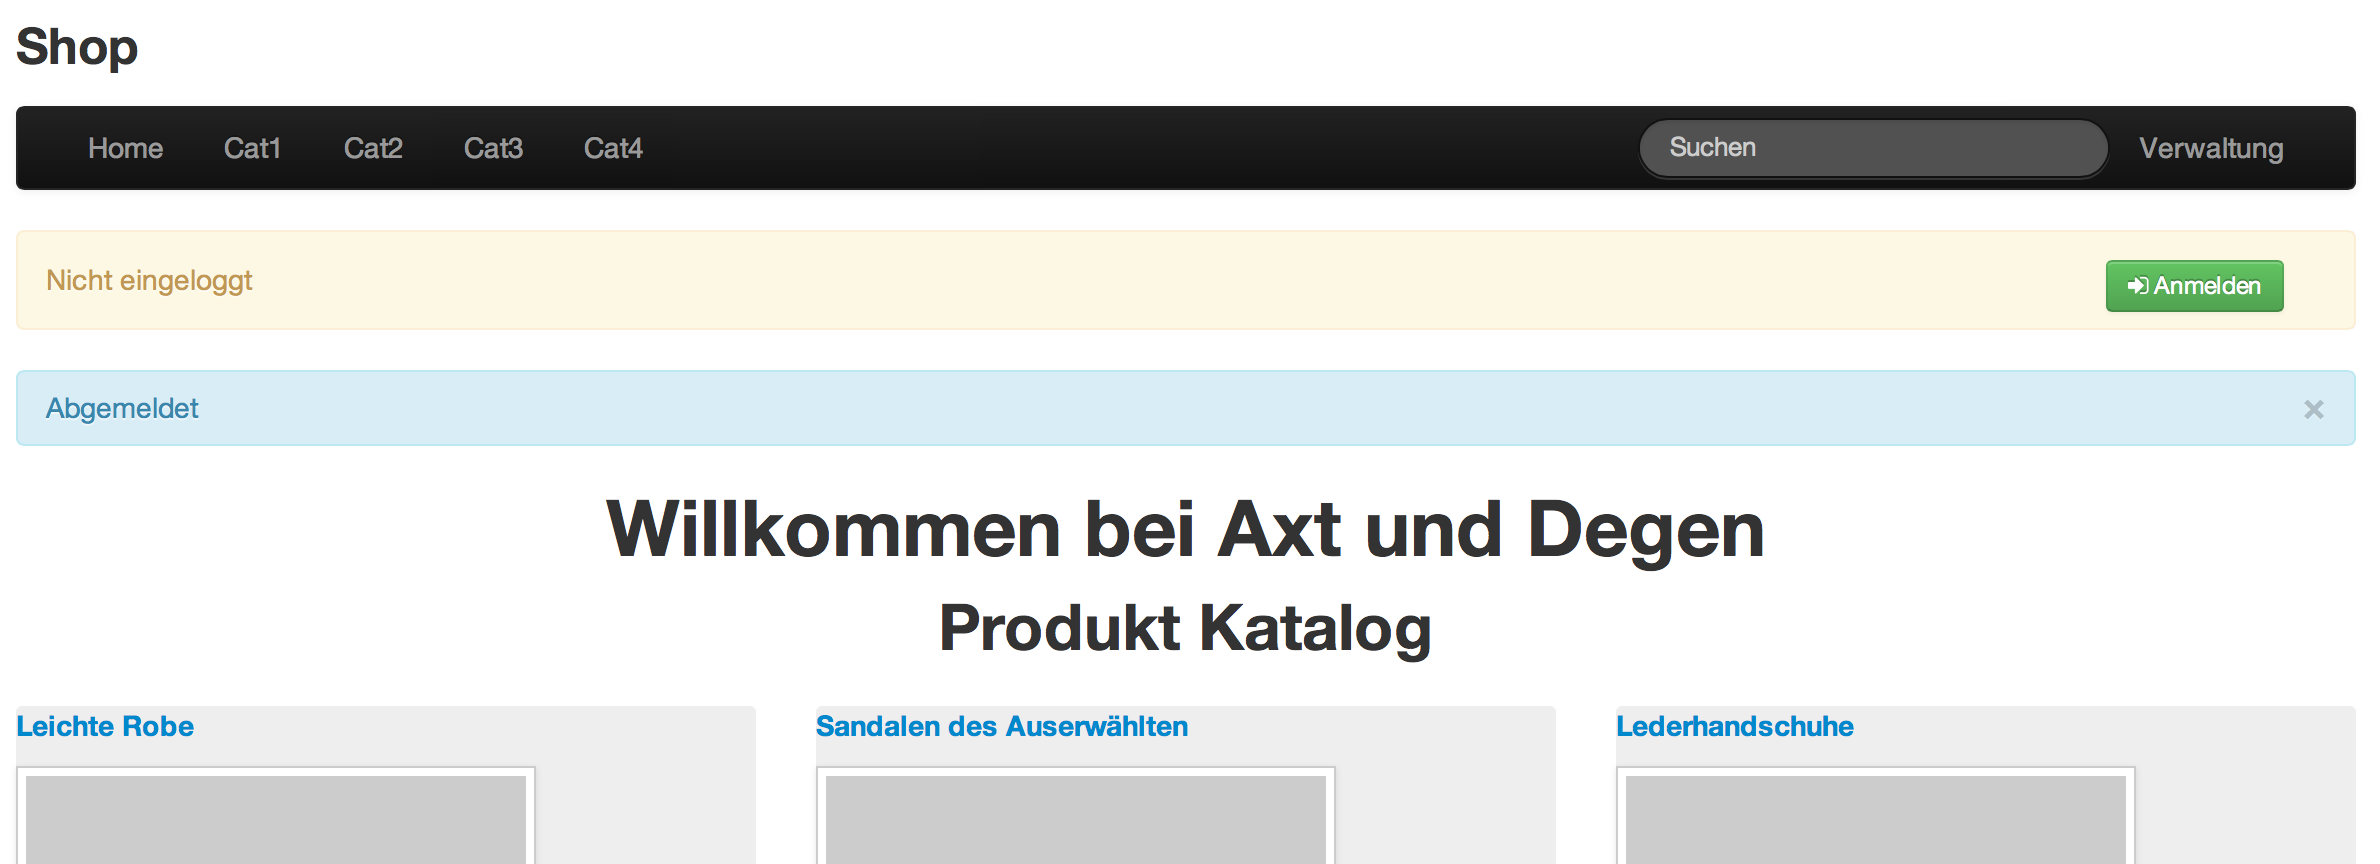 Shop
Home Cat1 Cat2 Cat3 Cat4 Suchen Verwaltung
Nicht eingeloggt Anmelden
Abgemeldet ×
Willkommen bei Axt und Degen
Produkt Katalog
Leichte Robe Sandalen des Auserwählten Lederhandschuhe